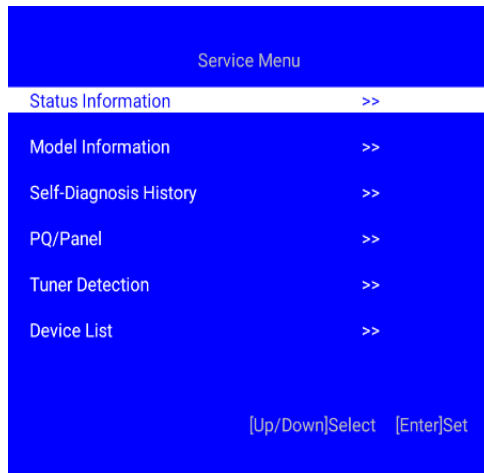 Service Menu
Status Information >>
Model Information >>
Self-Diagnosis History >>
PQ/Panel >>
Tuner Detection >>
Device List >>
[Up/Down]Select [Enter]Set